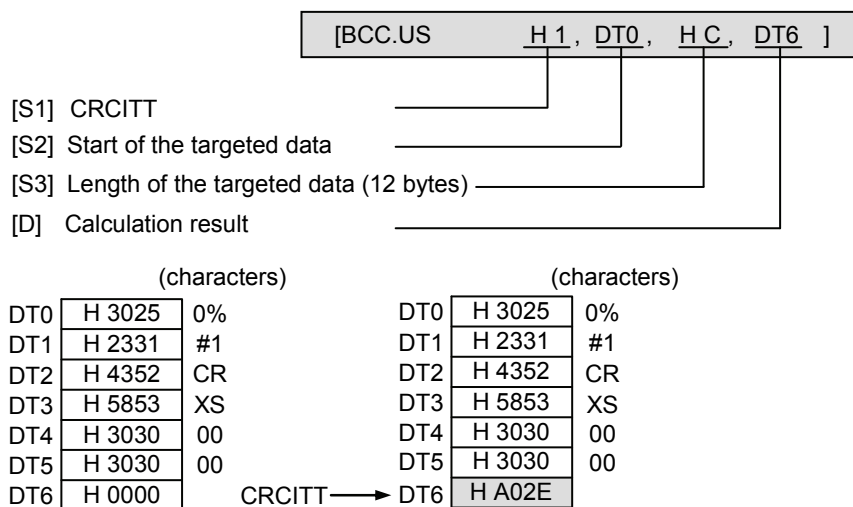 [BCC.US H 1 , DT0 , H C , DT6 ]
[S1] CRCITT
[S2] Start of the targeted data
[S3] Length of the targeted data (12 bytes)
[D] Calculation result
(characters) (characters)
DT0 H 3025 0% DT0 H 3025 0%
DT1 H 2331 #1 DT1 H 2331 #1
DT2 H 4352 CR DT2 H 4352 CR
DT3 H 5853 XS DT3 H 5853 XS
DT4 H 3030 00 DT4 H 3030 00
DT5 H 3030 00 DT5 H 3030 00
DT6 H 0000 CRCITT DT6 H A02E